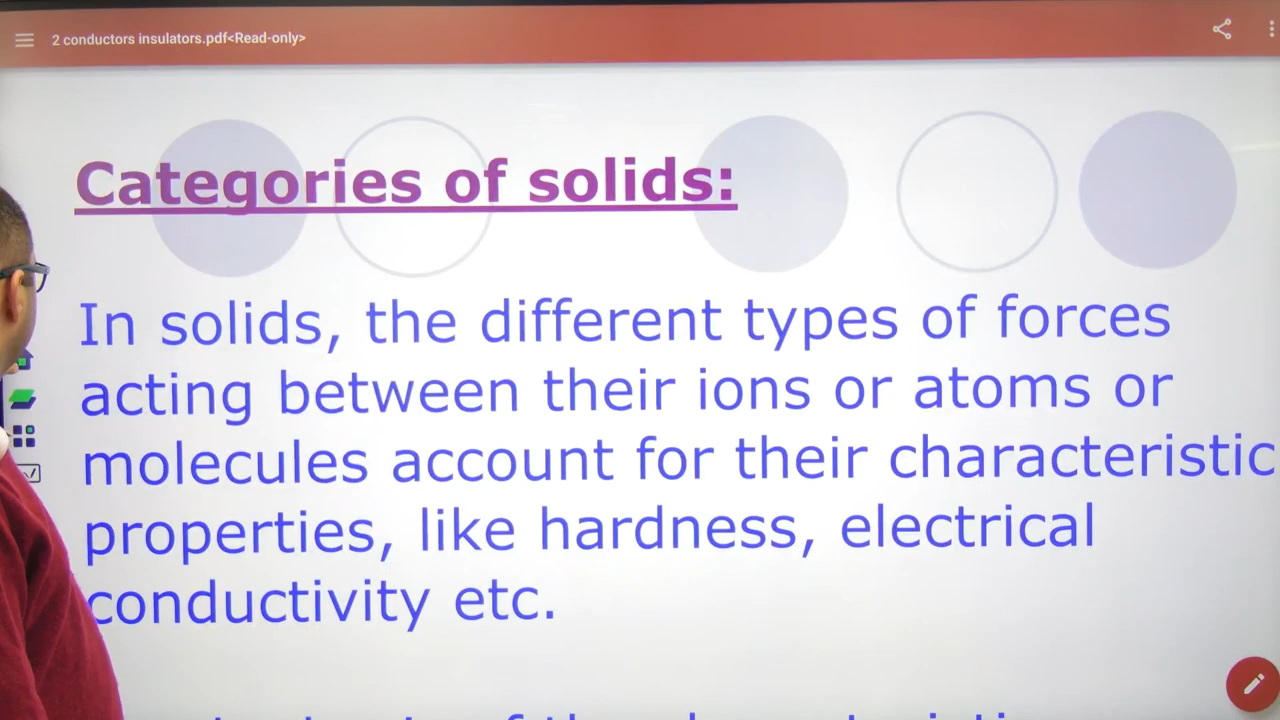 2 conductors insulators.pdf<Read-only>
Categories of solids:
In solids, the different types of forces
acting between their ions or atoms or
molecules account for their characteristic
properties, like hardness, electrical
conductivity etc.